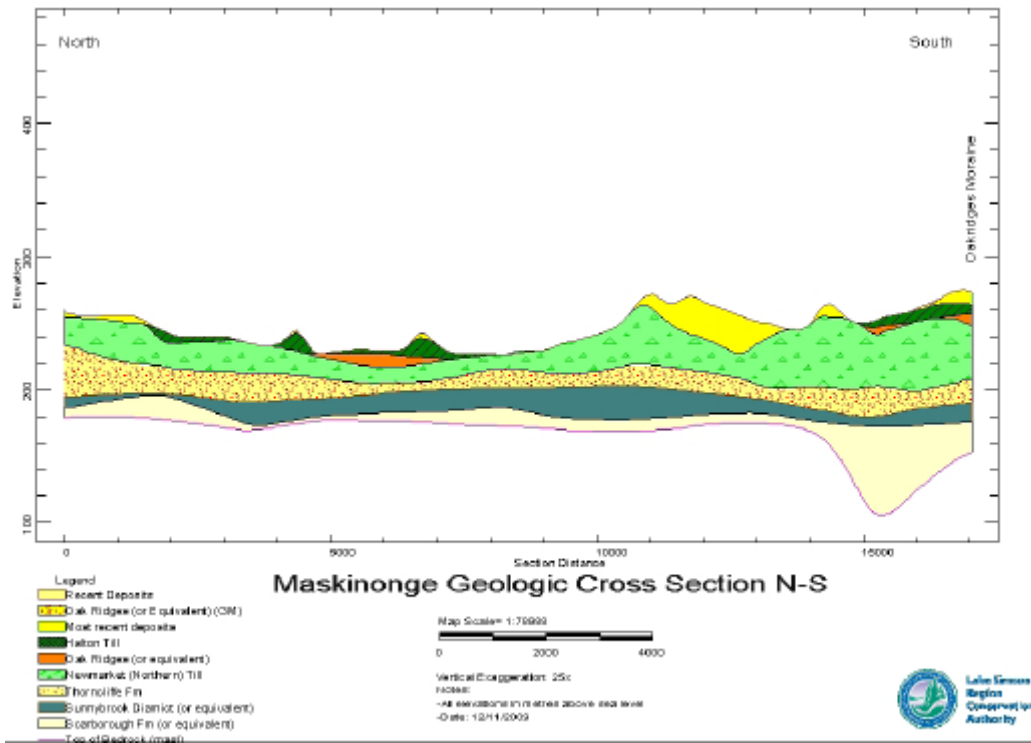 North
South
400
300
200
100
Elevation
Oakridges Moraine
0
5000
10000
15000
Section Distance
Maskinonge Geologic Cross Section N-S
Legend
Recent Deposits
Oak Ridges (or Equivalent) (GM)
Most recent deposits
Halton Till
Oak Ridges (or equivalent)
Newmarket (Northern) Till
Thorncliffe Fm
Sunnybrook Diamict (or equivalent)
Scarborough Fm (or equivalent)
Top of Bedrock (masl)
Map Scale= 1:
0
2000
4000
Vertical Exaggeration: 25x
Notes:
-All elevations in metres above sea level
-Date: 12/11/2009
Lake Simcoe
Region
Conservation
Authority